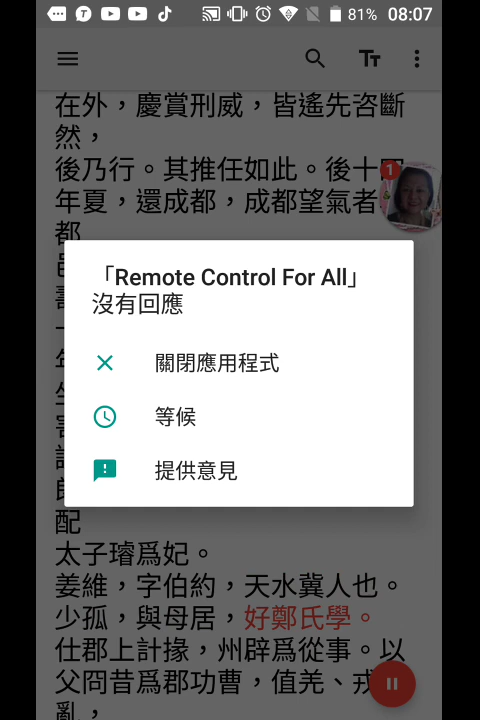 81% 08:07
Tт
在外，慶賞刑威，皆遙先咨斷
然，
後乃行。其推任如此。後十
1
年夏，還成都，成都望氣者
都
「Remote Control For All」
沒有回應
關閉應用程式
等候
提供意見
配
太子璿爲妃。
姜維，字伯約，天水冀人也。
少孤，與母居，好鄭氏學。
仕郡上計掾，州辟爲從事。以
父冏昔爲郡功曹，值羌、戎
亂，